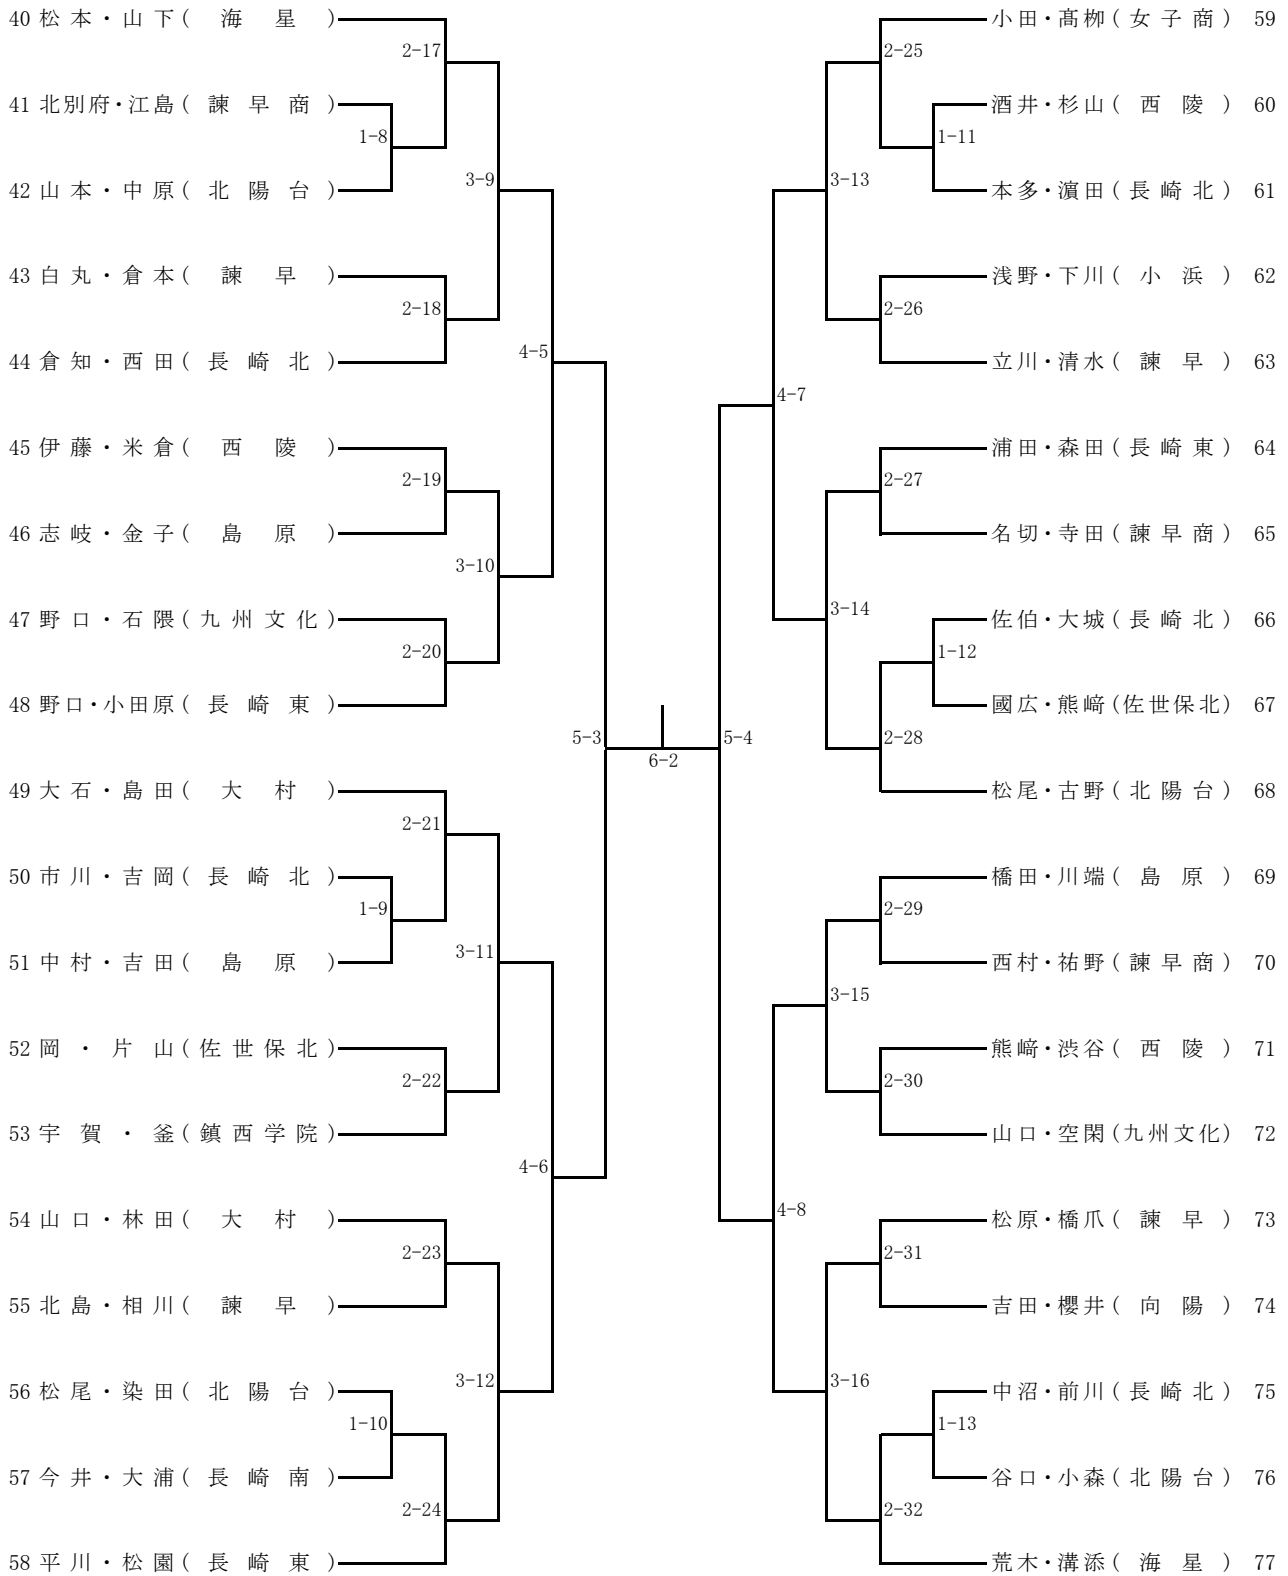 40 松本・山下(海星)
2-17
41 北別府・江島(諫早商)
1-8
42 山本・中原(北陽台)
3-9
43 白丸・倉本(諫早)
2-18
44 倉知・西田(長崎北)
4-5
45 伊藤・米倉(西陵)
2-19
46 志岐・金子(島原)
3-10
47 野口・石隈(九州文化)
2-20
48 野口・小田原(長崎東)
5-3
49 大石・島田(大村)
2-21
50 市川・吉岡(長崎北)
1-9
51 中村・吉田(島原)
3-11
52 岡・片山(佐世保北)
2-22
53 宇賀・釜(鎮西学院)
4-6
54 山口・林田(大村)
2-23
55 北島・相川(諫早)
3-12
56 松尾・染田(北陽台)
1-10
57 今井・大浦(長崎南)
2-24
58 平川・松園(長崎東)
6-2
小田・髙栁(女子商) 59
2-25
酒井・杉山(西陵) 60
1-11
本多・濵田(長崎北) 61
3-13
浅野・下川(小浜) 62
2-26
立川・清水(諫早) 63
4-7
浦田・森田(長崎東) 64
2-27
名切・寺田(諫早商) 65
3-14
佐伯・大城(長崎北) 66
1-12
國広・熊﨑(佐世保北) 67
2-28
5-4
松尾・古野(北陽台) 68
橋田・川端(島原) 69
2-29
西村・祐野(諫早商) 70
3-15
熊﨑・渋谷(西陵) 71
2-30
山口・空閑(九州文化) 72
4-8
松原・橋爪(諫早) 73
2-31
吉田・櫻井(向陽) 74
3-16
中沼・前川(長崎北) 75
1-13
谷口・小森(北陽台) 76
2-32
荒木・溝添(海星) 77